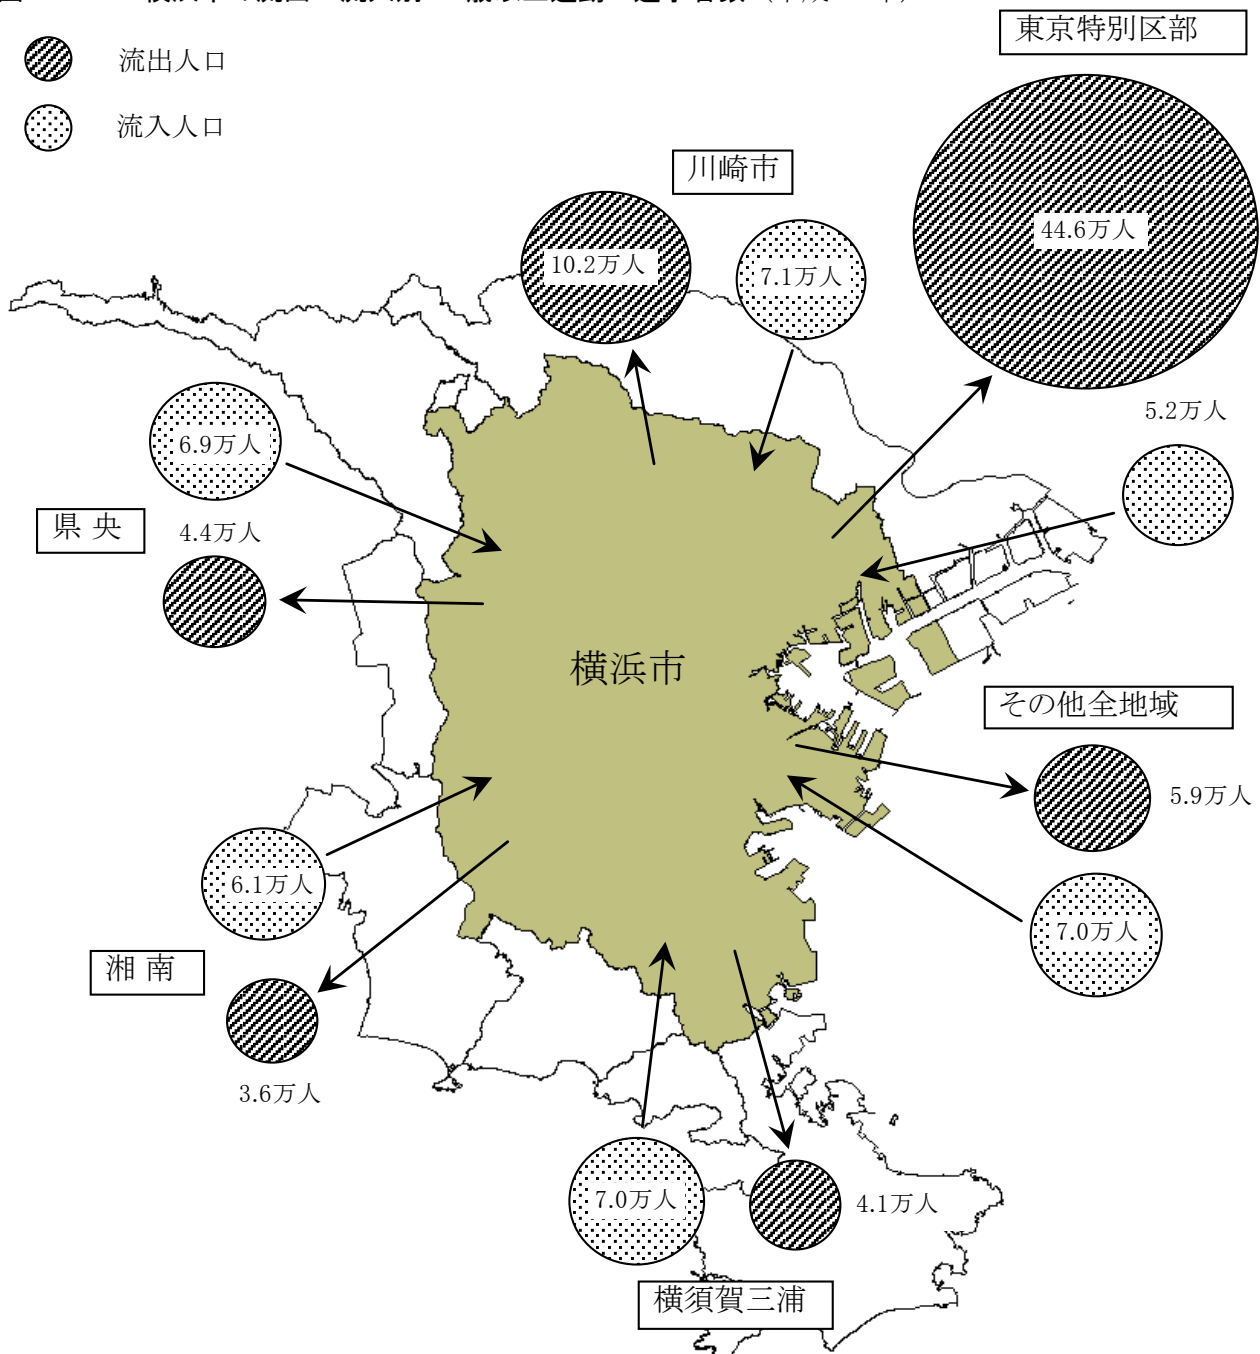 東京特別区部
流出人口
流入人口
川崎市
44.6万人
10.2万人
7.1万人
5.2万人
6.9万人
県 央
4.4万人
横浜市
その他全地域
5.9万人
6.1万人
7.0万人
湘 南
3.6万人
7.0万人
4.1万人
横須賀三浦